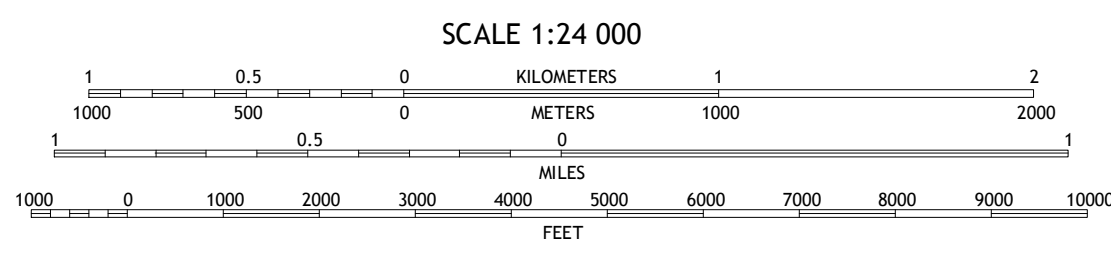 SCALE 1:24 000
1 0.5 0 KILOMETERS 1 2
1000 500 0 METERS 1000 2000
1 0.5 0 1
MILES
1000 0 1000 2000 3000 4000 5000 6000 7000 8000 9000 10000
FEET